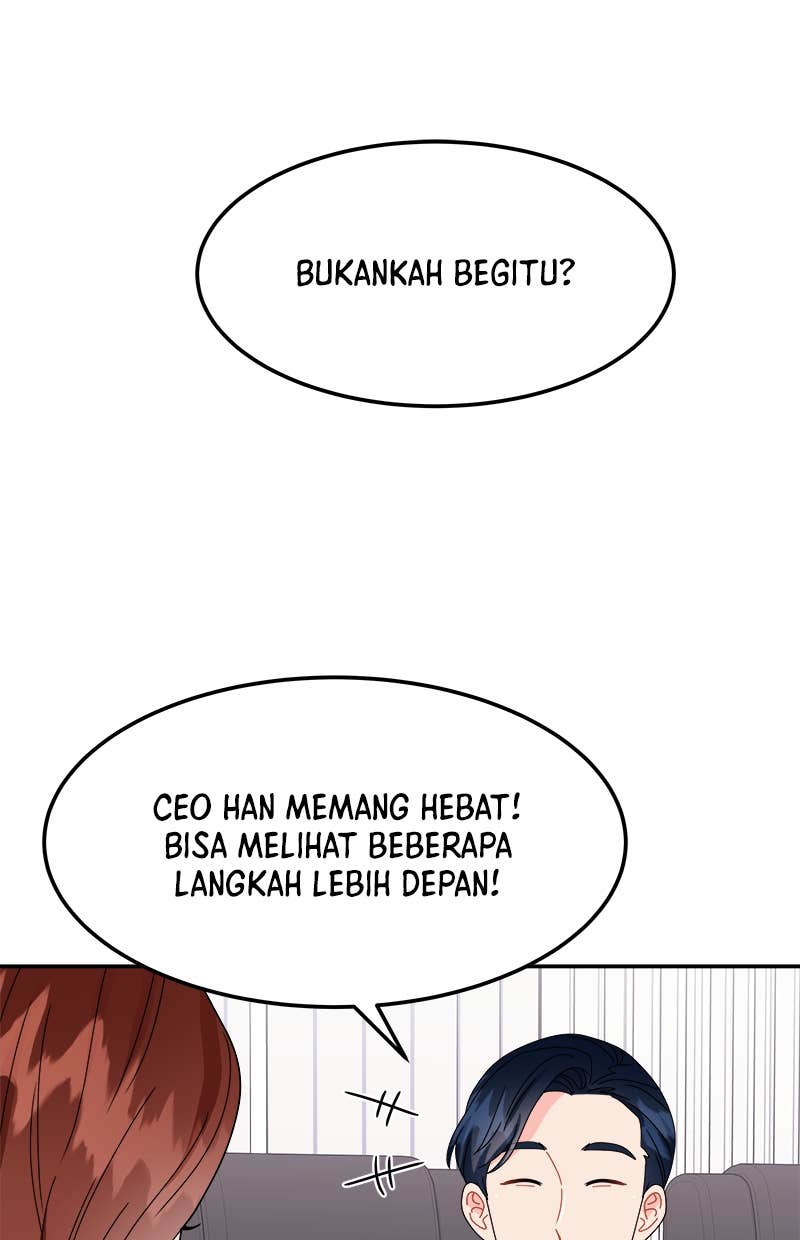 BUKANKAH BEGITU?
CEO HAN MEMANG HEBAT!
BISA MELIHAT BEBERAPA
LANGKAH LEBIH DEPAN!